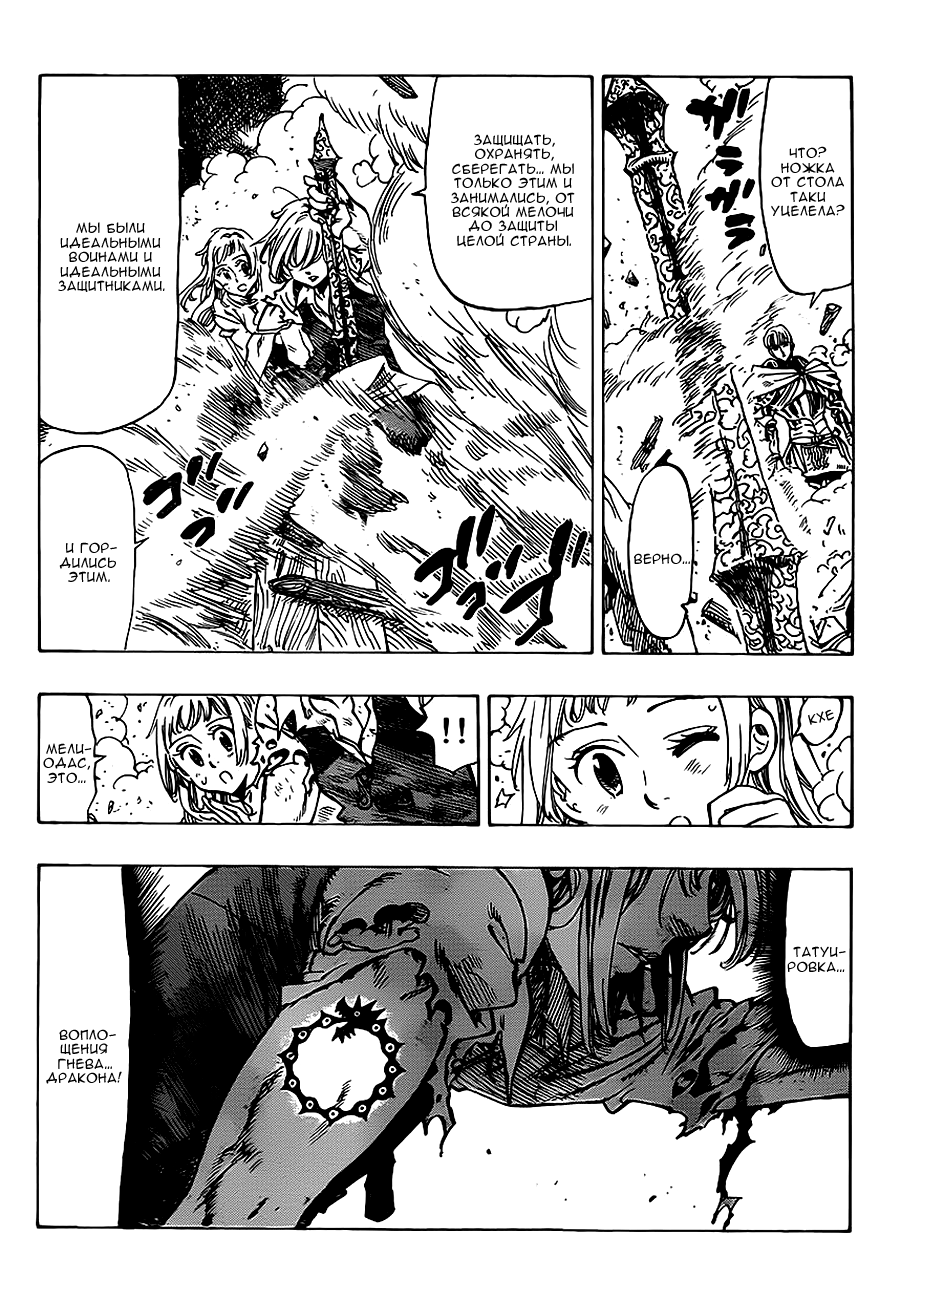 ЧТО?
НОЖКА
ОТ СТОЛА
ТАКИ
УЦЕЛЕЛА?
ВЕРНО...
ЗАЩИЩАТЬ,
ОХРАНЯТЬ,
СБЕРЕГАТЬ... МЫ
ТОЛЬКО ЭТИМ И
ЗАНИМАЛИСЬ, ОТ
ВСЯКОЙ МЕЛОЧИ
ДО ЗАЩИТЫ
ЦЕЛОЙ СТРАНЫ.
МЫ БЫЛИ
ИДЕАЛЬНЫМИ
ВОИНАМИ И
ИДЕАЛЬНЫМИ
ЗАЩИТНИКАМИ.
И ГОР-
ДИЛИСЬ
ЭТИМ.
КХЕ
!!
МЕЛИ-
ОДАС,
ЭТО...
ТАТУИ-
РОВКА...
ВОПЛО-
ЩЕНИЯ
ГНЕВА...
ДРАКОНА!